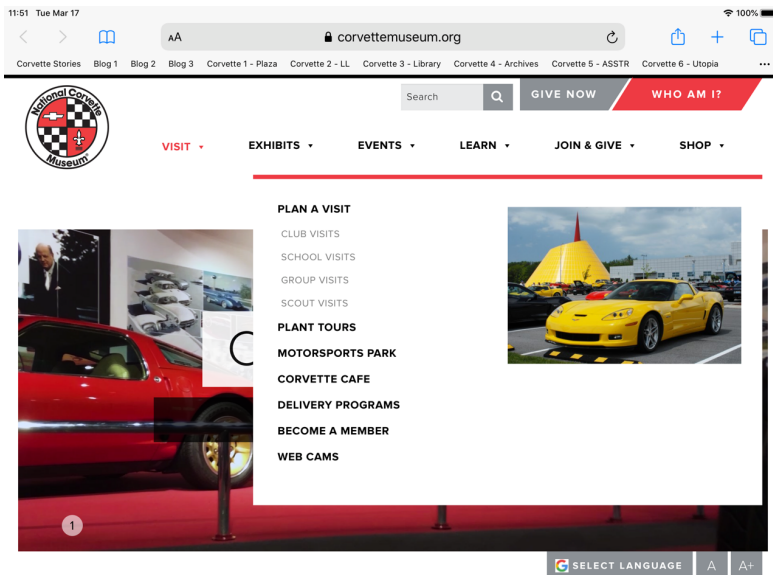 11:51 Tue Mar 17
100%
AA
corvettemuseum.org
Corvette Stories Blog 1 Blog 2 Blog 3 Corvette 1 - Plaza Corvette 2 - LL Corvette 3 - Library Corvette 4 - Archives Corvette 5 - ASSTR Corvette 6 - Utopia ...
National Corvette Museum
Search
GIVE NOW
WHO AM I?
VISIT EXHIBITS EVENTS LEARN JOIN & GIVE SHOP
PLAN A VISIT
CLUB VISITS
SCHOOL VISITS
GROUP VISITS
SCOUT VISITS
PLANT TOURS
MOTORSPORTS PARK
CORVETTE CAFE
DELIVERY PROGRAMS
BECOME A MEMBER
WEB CAMS
1
G SELECT LANGUAGE A A+